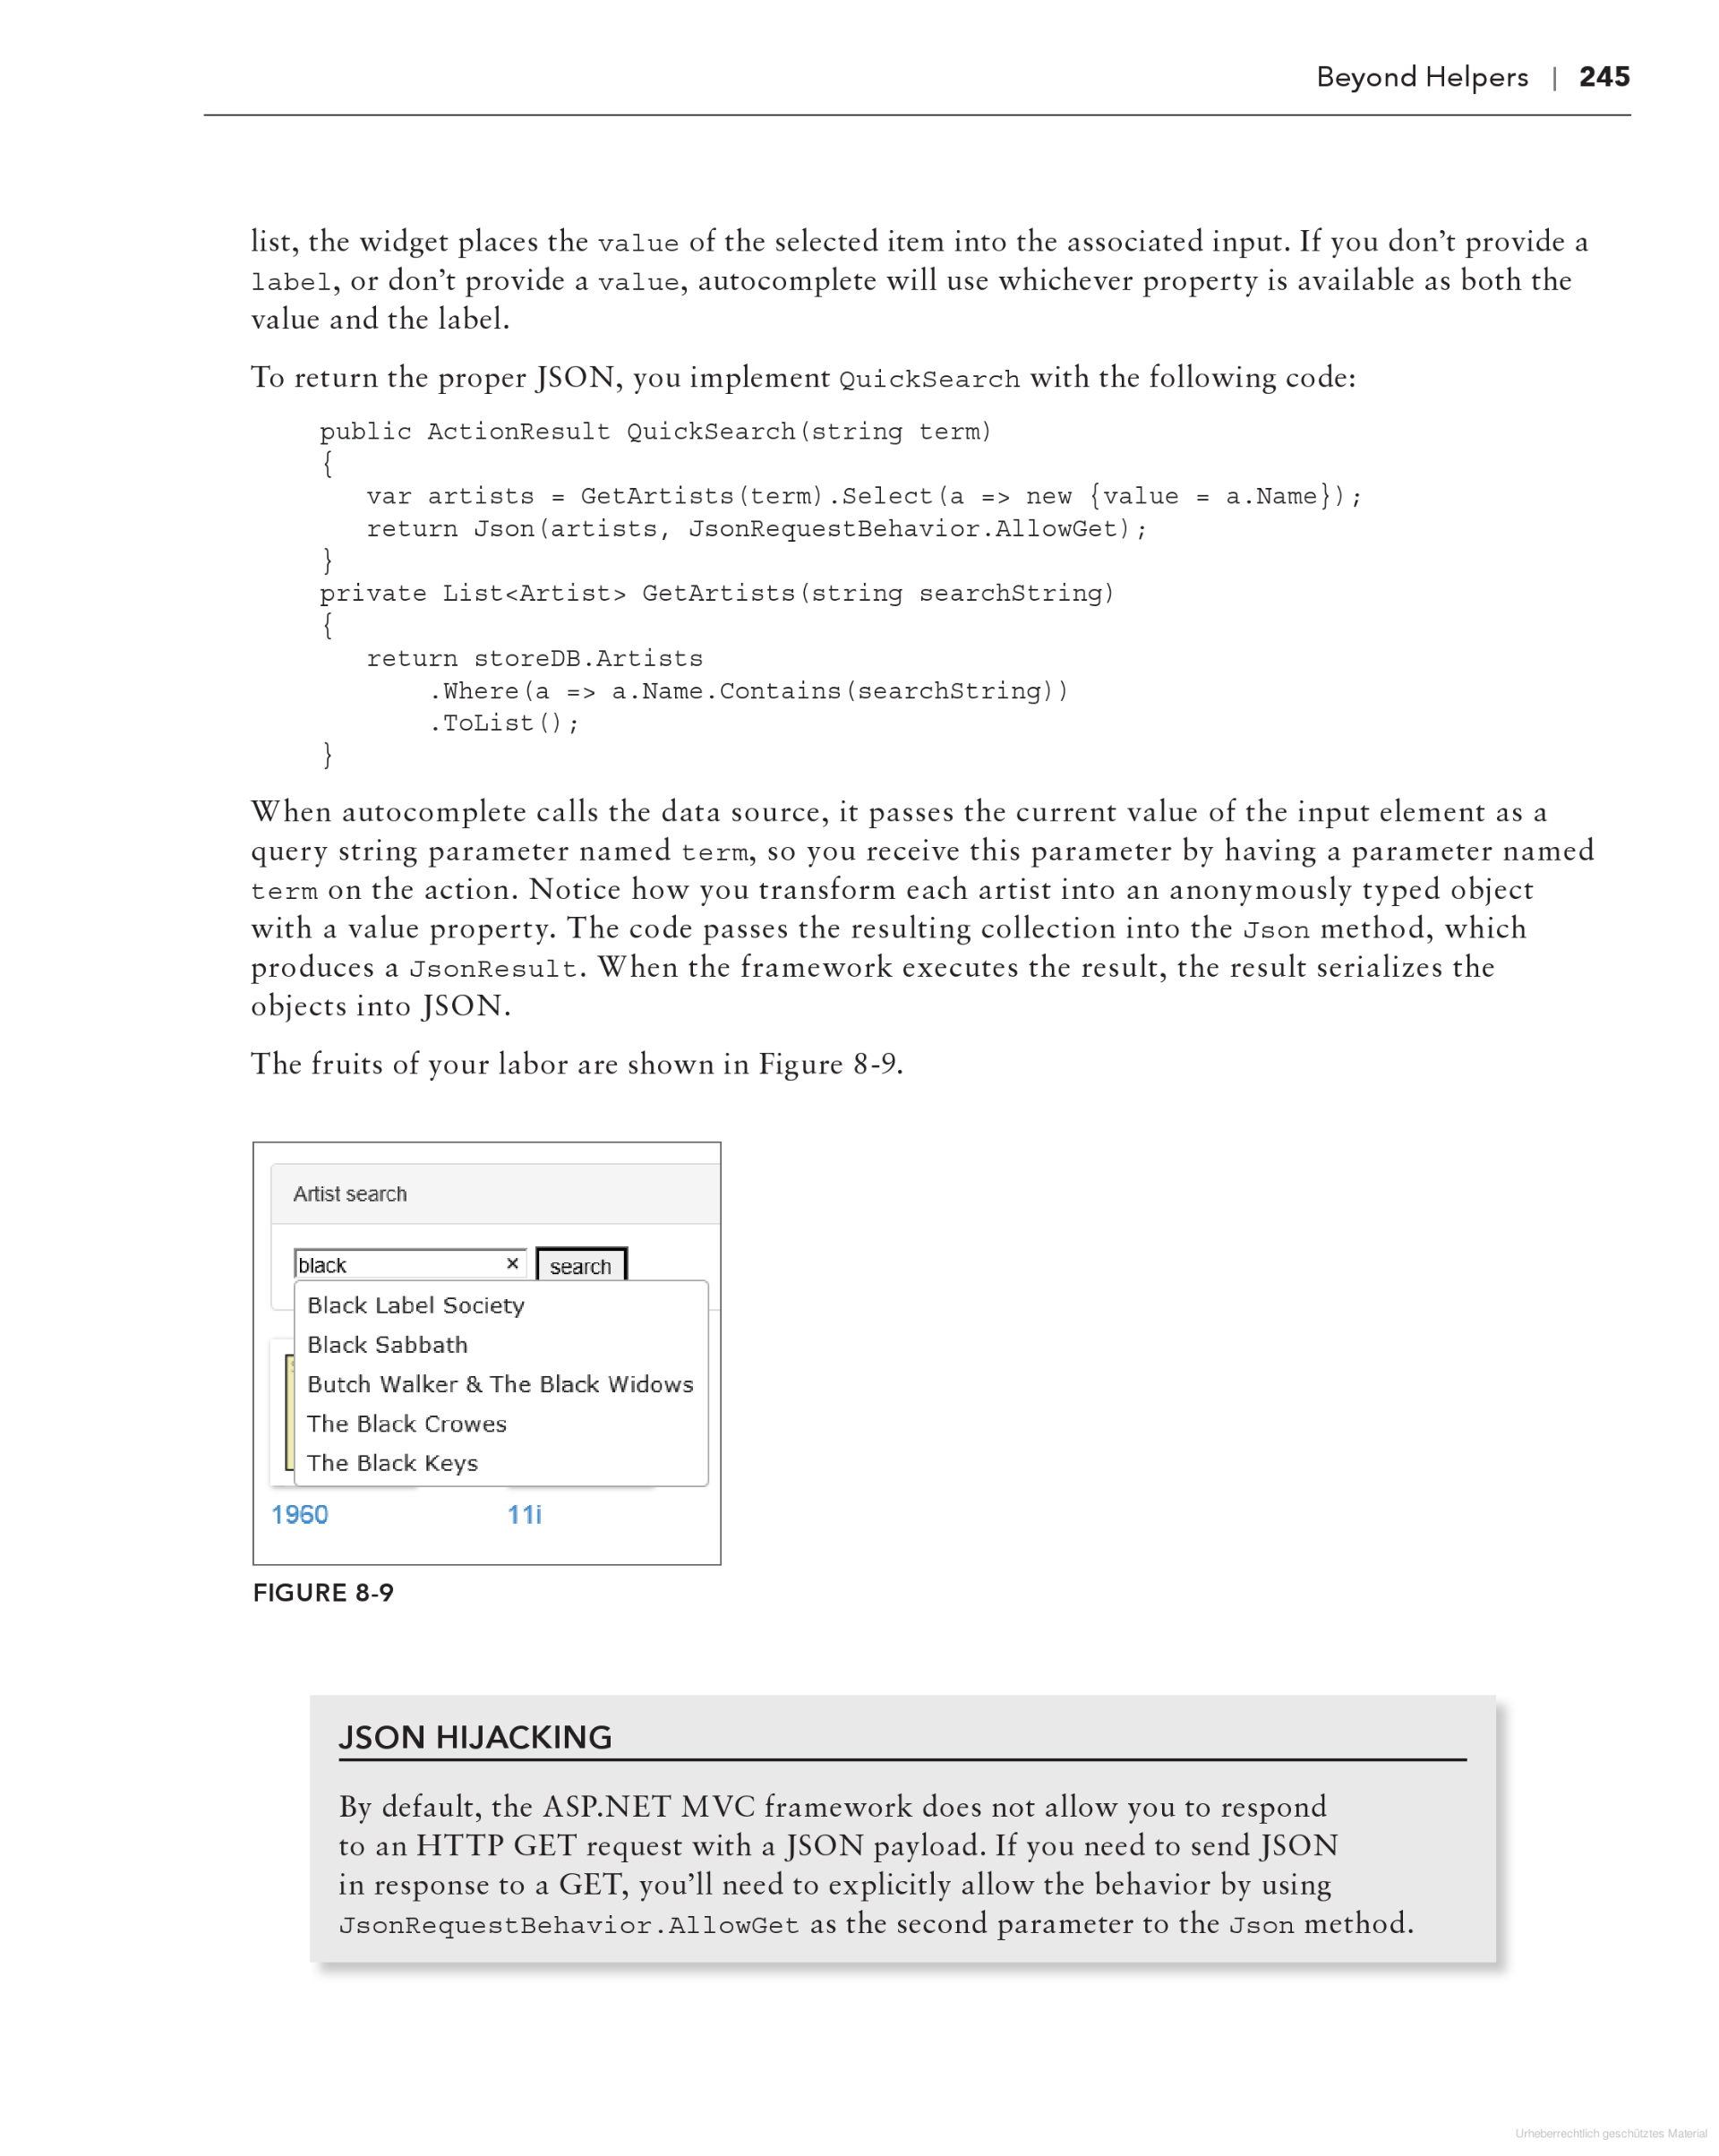 Beyond Helpers | 245
list, the widget places the value of the selected item into the associated input. If you don’t provide a
label, or don’t provide a value, autocomplete will use whichever property is available as both the
value and the label.
To return the proper JSON, you implement QuickSearch with the following code:
public ActionResult QuickSearch(string term)
{
   var artists = GetArtists(term).Select(a => new {value = a.Name});
   return Json(artists, JsonRequestBehavior.AllowGet);
}
private List<Artist> GetArtists(string searchString)
{
   return storeDB.Artists
       .Where(a => a.Name.Contains(searchString))
       .ToList();
}
When autocomplete calls the data source, it passes the current value of the input element as a
query string parameter named term, so you receive this parameter by having a parameter named
term on the action. Notice how you transform each artist into an anonymously typed object
with a value property. The code passes the resulting collection into the Json method, which
produces a JsonResult. When the framework executes the result, the result serializes the
objects into JSON.
The fruits of your labor are shown in Figure 8-9.
Artist search
black × search
Black Label Society
Black Sabbath
Butch Walker & The Black Widows
The Black Crowes
The Black Keys
1960 11i
FIGURE 8-9
JSON HIJACKING
By default, the ASP.NET MVC framework does not allow you to respond
to an HTTP GET request with a JSON payload. If you need to send JSON
in response to a GET, you’ll need to explicitly allow the behavior by using
JsonRequestBehavior.AllowGet as the second parameter to the Json method.
Urheberrechtlich geschütztes Material